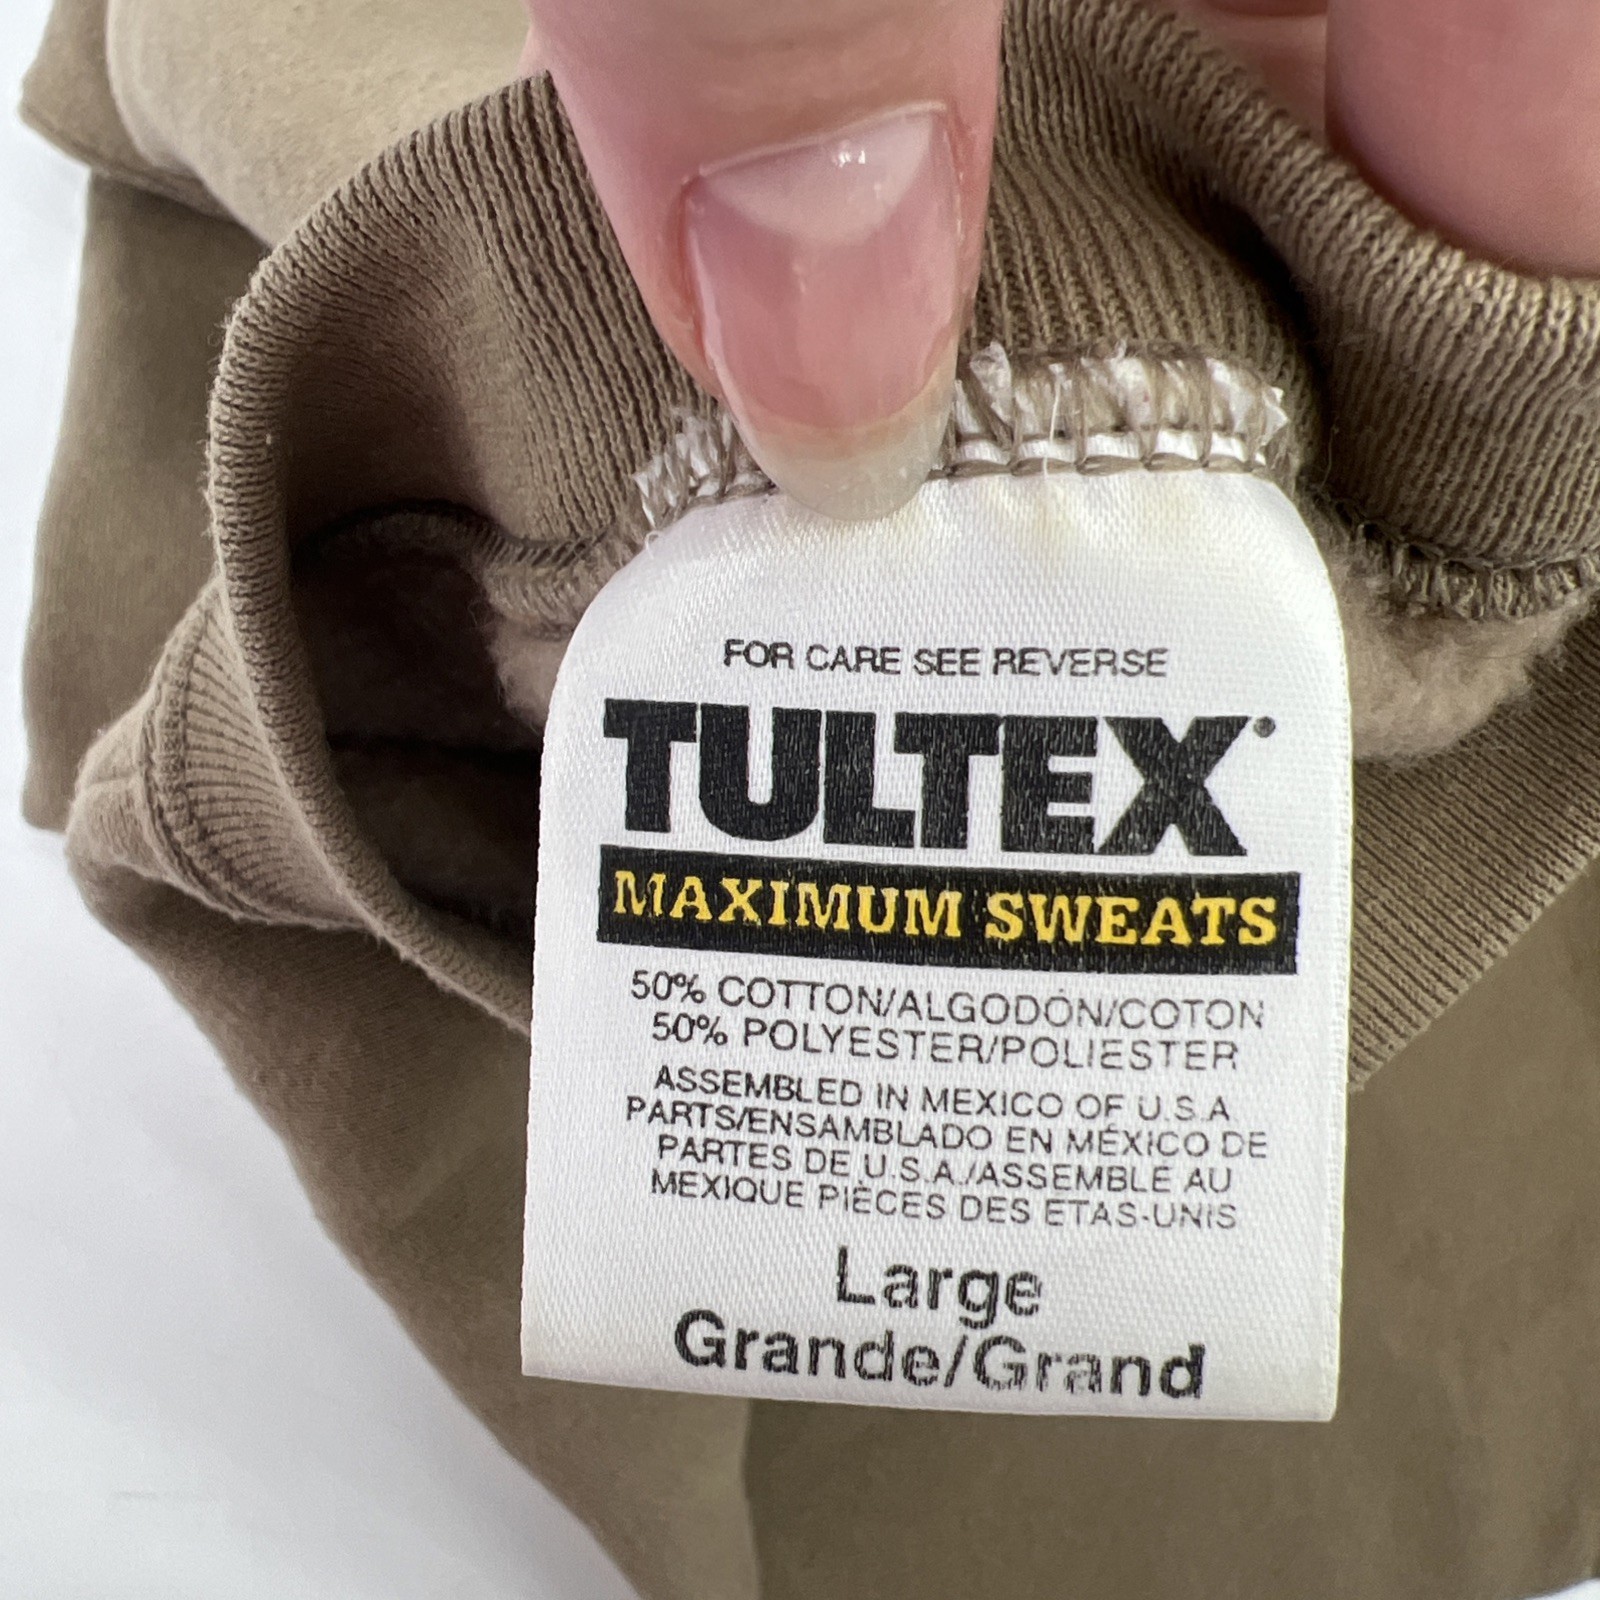 FOR CARE SEE REVERSE
TULTEX®
MAXIMUM SWEATS
50% COTTON/ALGODÓN/COTON
50% POLYESTER/POLIESTER
ASSEMBLED IN MEXICO OF U.S.A.
PARTS/ENSAMBLADO EN MÉXICO DE
PARTES DE U.S.A./ASSEMBLÉ AU
MEXIQUE PIÈCES DES ETAS-UNIS
Large
Grande/Grand